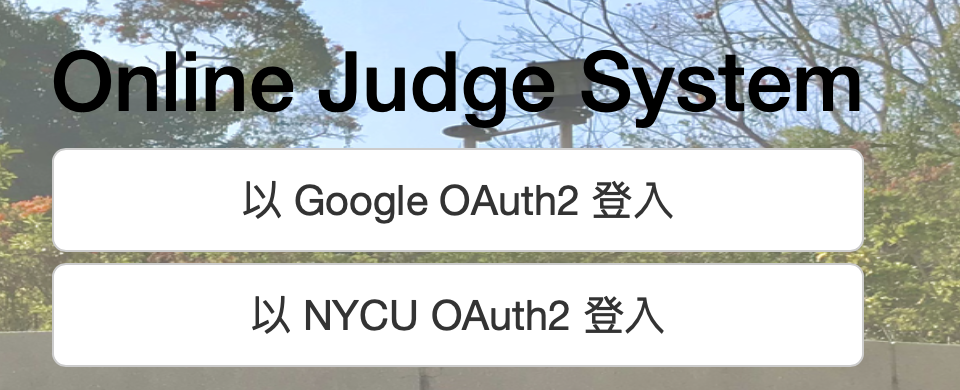 Online Judge System
以 Google OAuth2 登入
以 NYCU OAuth2 登入